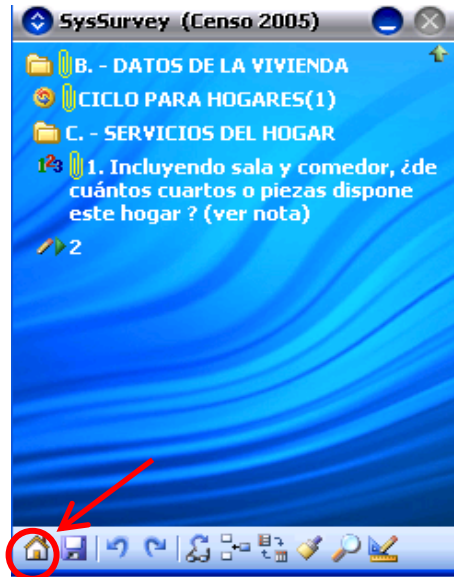 SysSurvey (Censo 2005)
B. - DATOS DE LA VIVIENDA
CICLO PARA HOGARES(1)
C. - SERVICIOS DEL HOGAR
1. Incluyendo sala y comedor, ¿de
cuántos cuartos o piezas dispone
este hogar ? (ver nota)
2